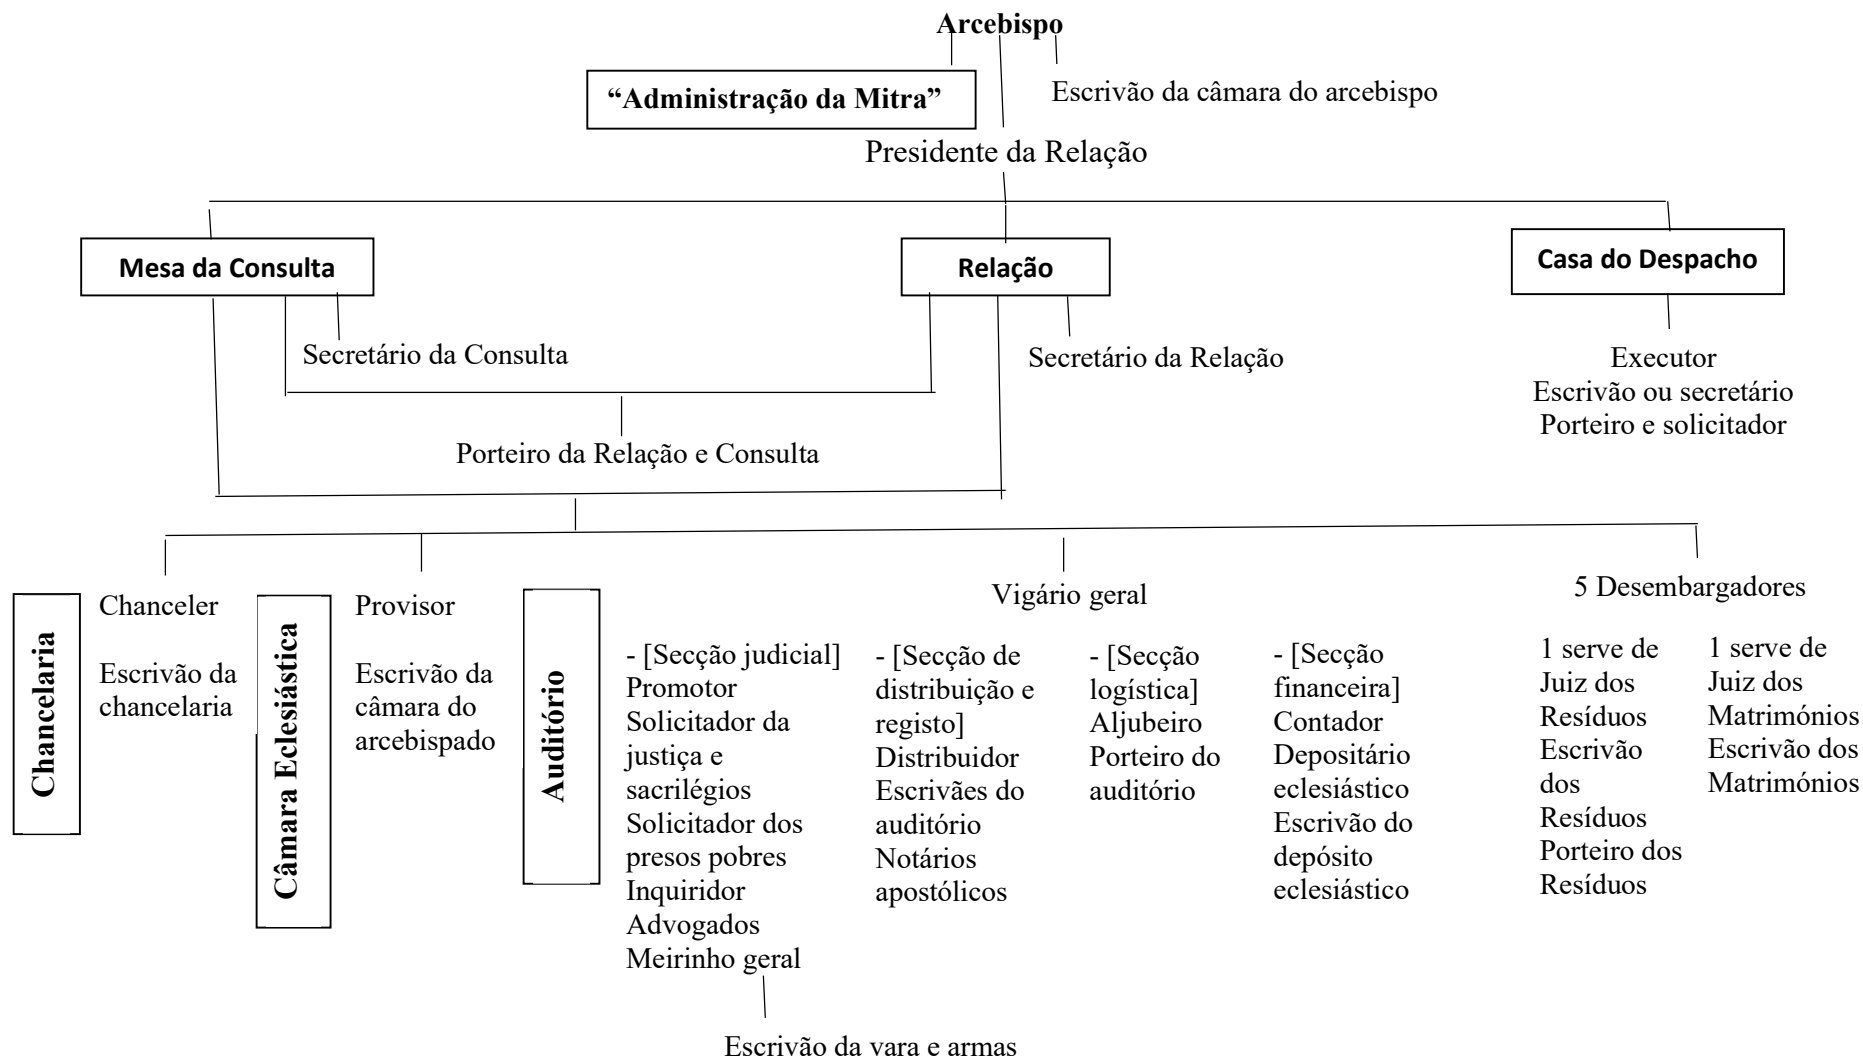 Arcebispo
“Administração da Mitra”
Escrivão da câmara do arcebispo
Presidente da Relação
Mesa da Consulta
Relação
Casa do Despacho
Secretário da Consulta
Secretário da Relação
Executor
Escrivão ou secretário
Porteiro e solicitador
Porteiro da Relação e Consulta
Chancelaria
Chanceler
Escrivão da
chancelaria
Câmara Eclesiástica
Provisor
Escrivão da
câmara do
arcebispado
Auditório
Vigário geral
- [Secção judicial]
Promotor
Solicitador da
justiça e
sacrilégios
Solicitador dos
presos pobres
Inquiridor
Advogados
Meirinho geral
Escrivão da vara e armas
- [Secção de
distribuição e
registo]
Distribuidor
Escrivães do
auditório
Notários
apostólicos
- [Secção
logística]
Aljubeiro
Porteiro do
auditório
- [Secção
financeira]
Contador
Depositário
eclesiástico
Escrivão do
depósito
eclesiástico
5 Desembargadores
1 serve de
Juiz dos
Resíduos
Escrivão
dos
Resíduos
Porteiro dos
Resíduos
1 serve de
Juiz dos
Matrimónios
Escrivão dos
Matrimónios